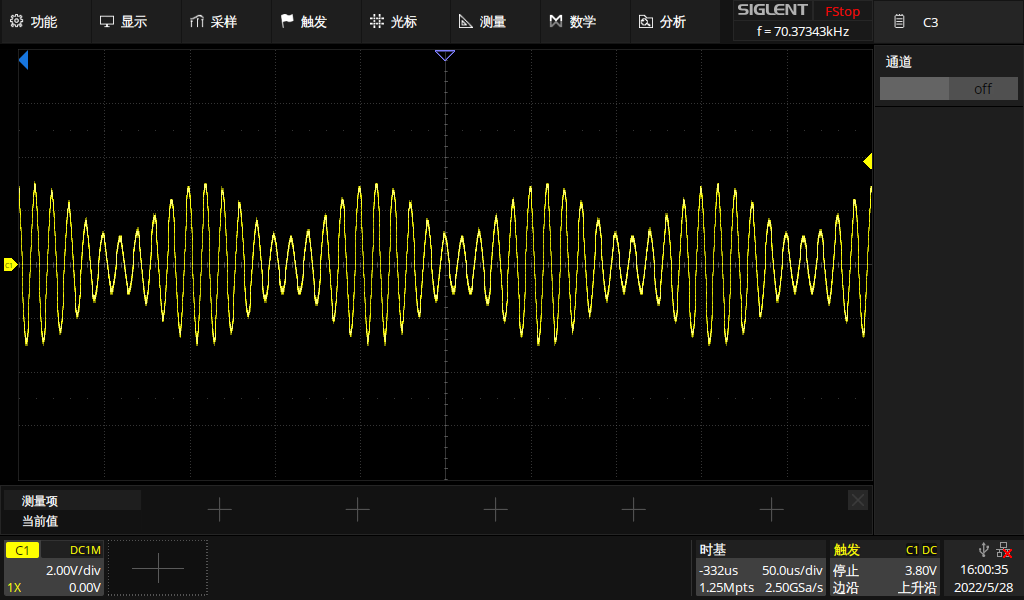 功能 显示 采样 触发 光标 测量 数学 分析
SIGLENT FStop
f = 70.37343kHz
C3
通道
off
C1
测量项
当前值
C1 DC1M
2.00V/div
1X 0.00V
时基
-332us 50.0us/div
1.25Mpts 2.50GSa/s
触发 C1 DC
停止 3.80V
边沿 上升沿
16:00:35
2022/5/28